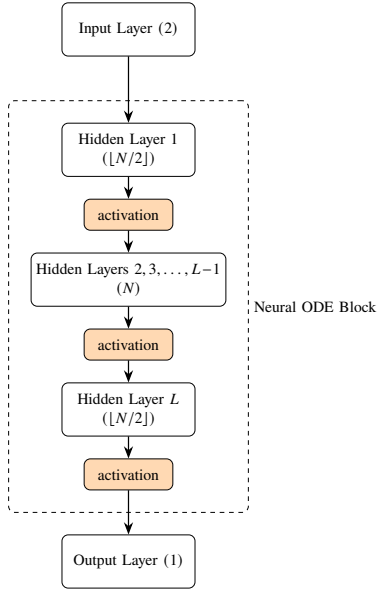 Input Layer (2)
Hidden Layer 1
(⌊N/2⌋)
activation
Hidden Layers 2, 3, . . . , L−1
(N)
Neural ODE Block
activation
Hidden Layer L
(⌊N/2⌋)
activation
Output Layer (1)